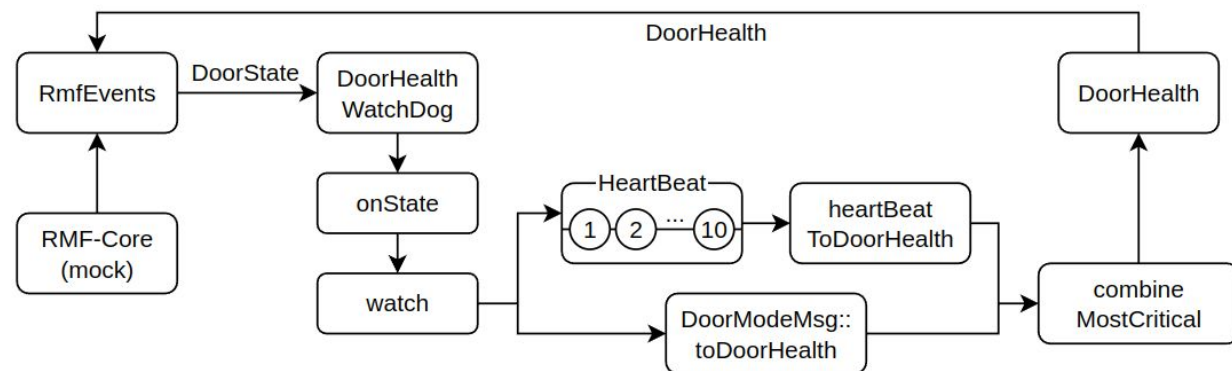 DoorHealth
RmfEvents
DoorState
DoorHealth
WatchDog
DoorHealth
onState
HeartBeat
1 2 ... 10
heartBeat
ToDoorHealth
RMF-Core
(mock)
watch
DoorModeMsg::
toDoorHealth
combine
MostCritical